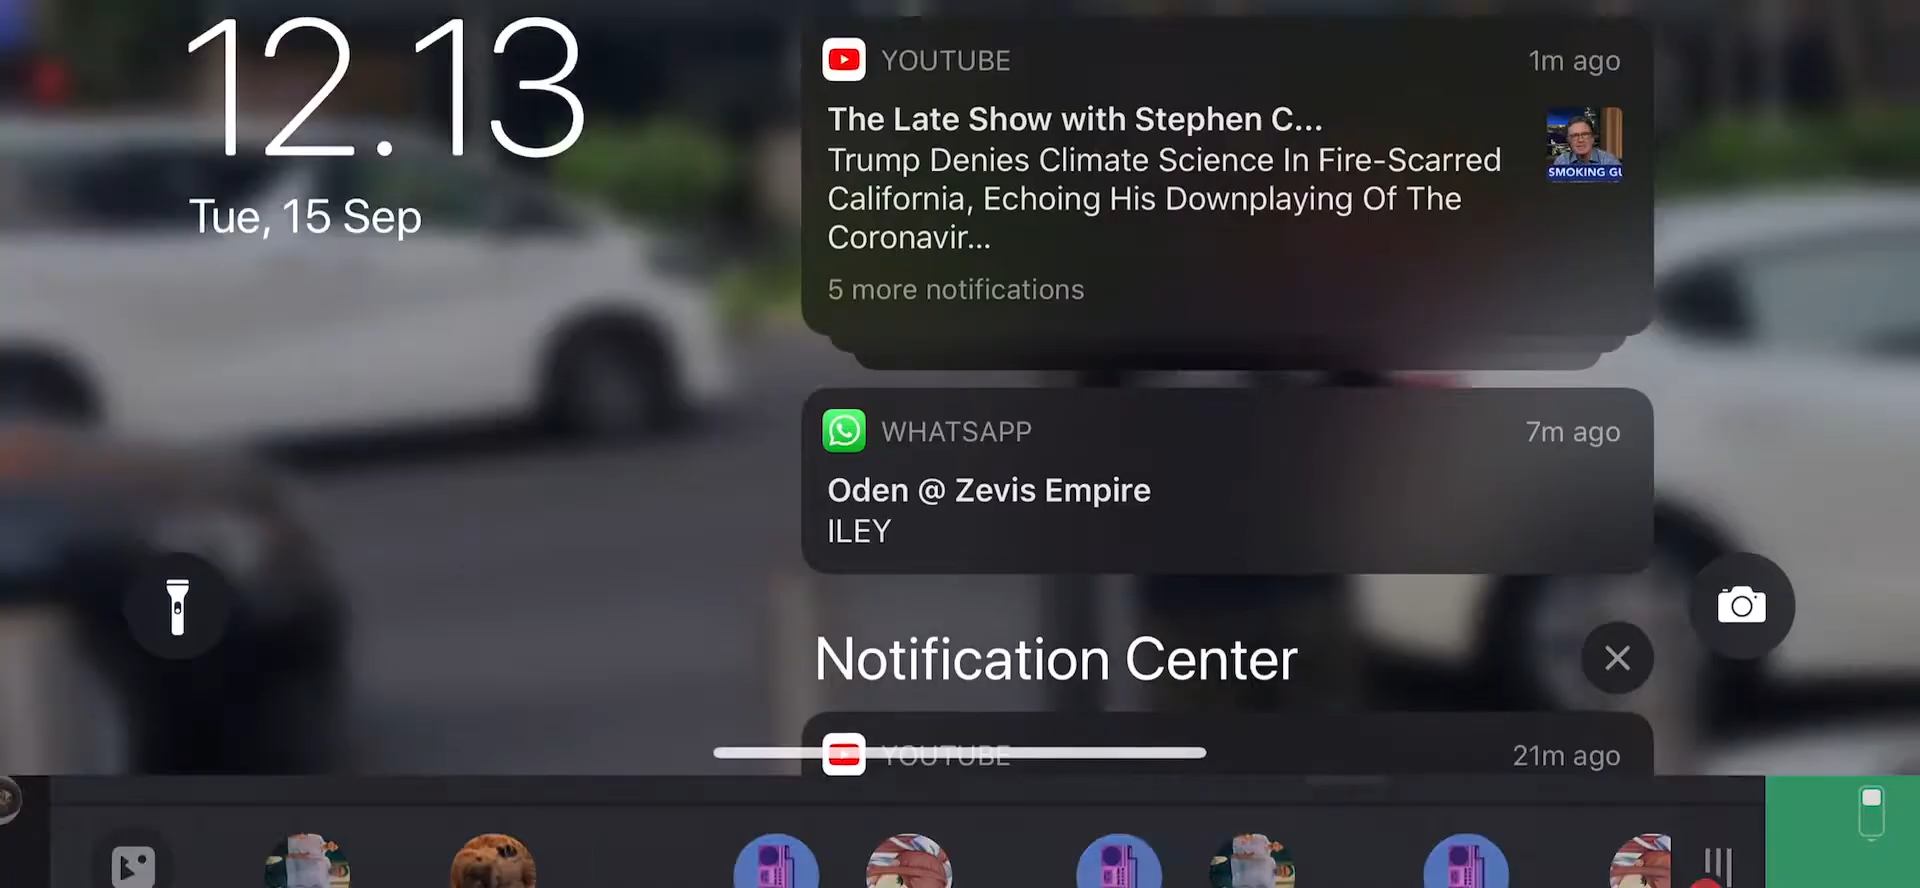 12.13
Tue, 15 Sep
YOUTUBE
1m ago
The Late Show with Stephen C...
Trump Denies Climate Science In Fire-Scarred
California, Echoing His Downplaying Of The
Coronavir...
SMOKING GU
5 more notifications
WHATSAPP
7m ago
Oden @ Zevis Empire
ILEY
Notification Center
YOUTUBE
21m ago